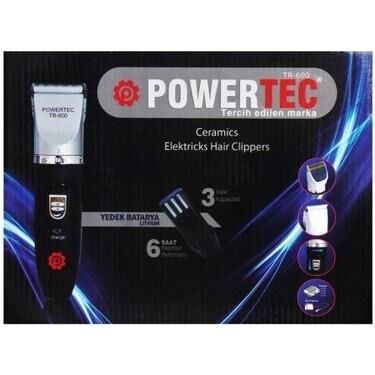 TR-600
POWERTEC
Tercih edilen marka
Ceramics
Elektricks Hair Clippers
POWERTEC
TR-600
charge
YEDEK BATARYA
LITHIUM
3 SAAT
6 SAAT